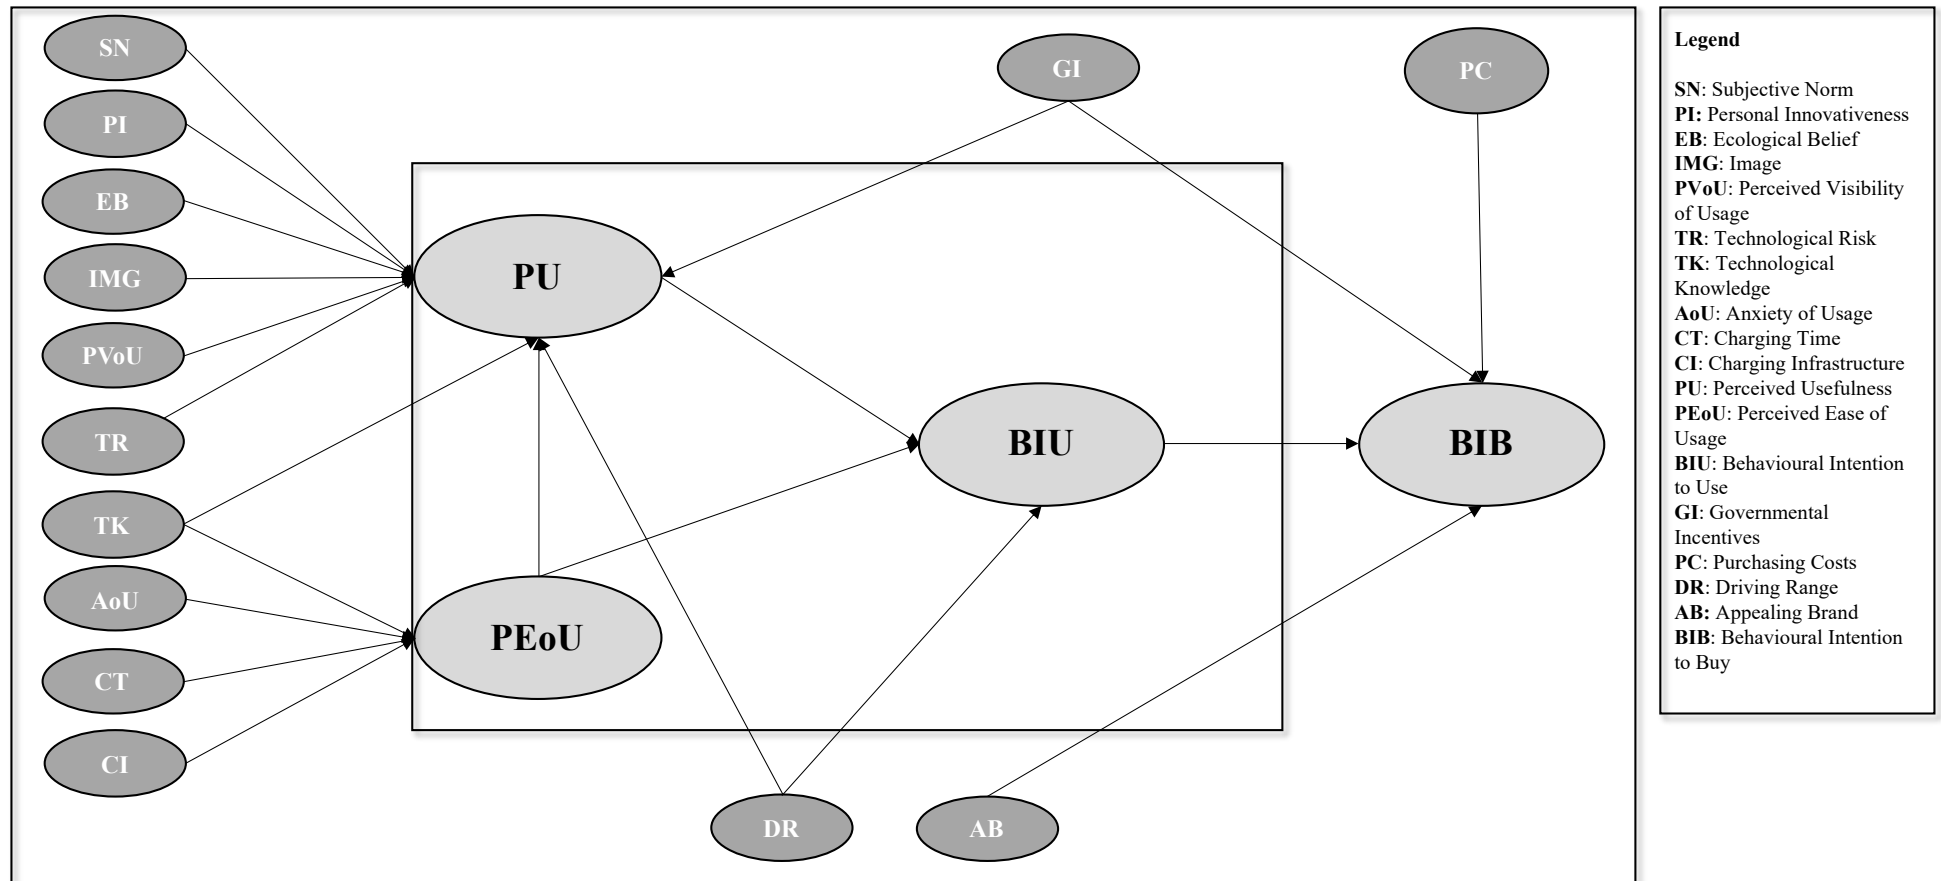 SN
PI
EB
IMG
PVoU
TR
TK
AoU
CT
CI
GI
PC
PU
PEoU
BIU
BIB
DR
AB
Legend
SN: Subjective Norm
PI: Personal Innovativeness
EB: Ecological Belief
IMG: Image
PVoU: Perceived Visibility
of Usage
TR: Technological Risk
TK: Technological
Knowledge
AoU: Anxiety of Usage
CT: Charging Time
CI: Charging Infrastructure
PU: Perceived Usefulness
PEoU: Perceived Ease of
Usage
BIU: Behavioural Intention
to Use
GI: Governmental
Incentives
PC: Purchasing Costs
DR: Driving Range
AB: Appealing Brand
BIB: Behavioural Intention
to Buy